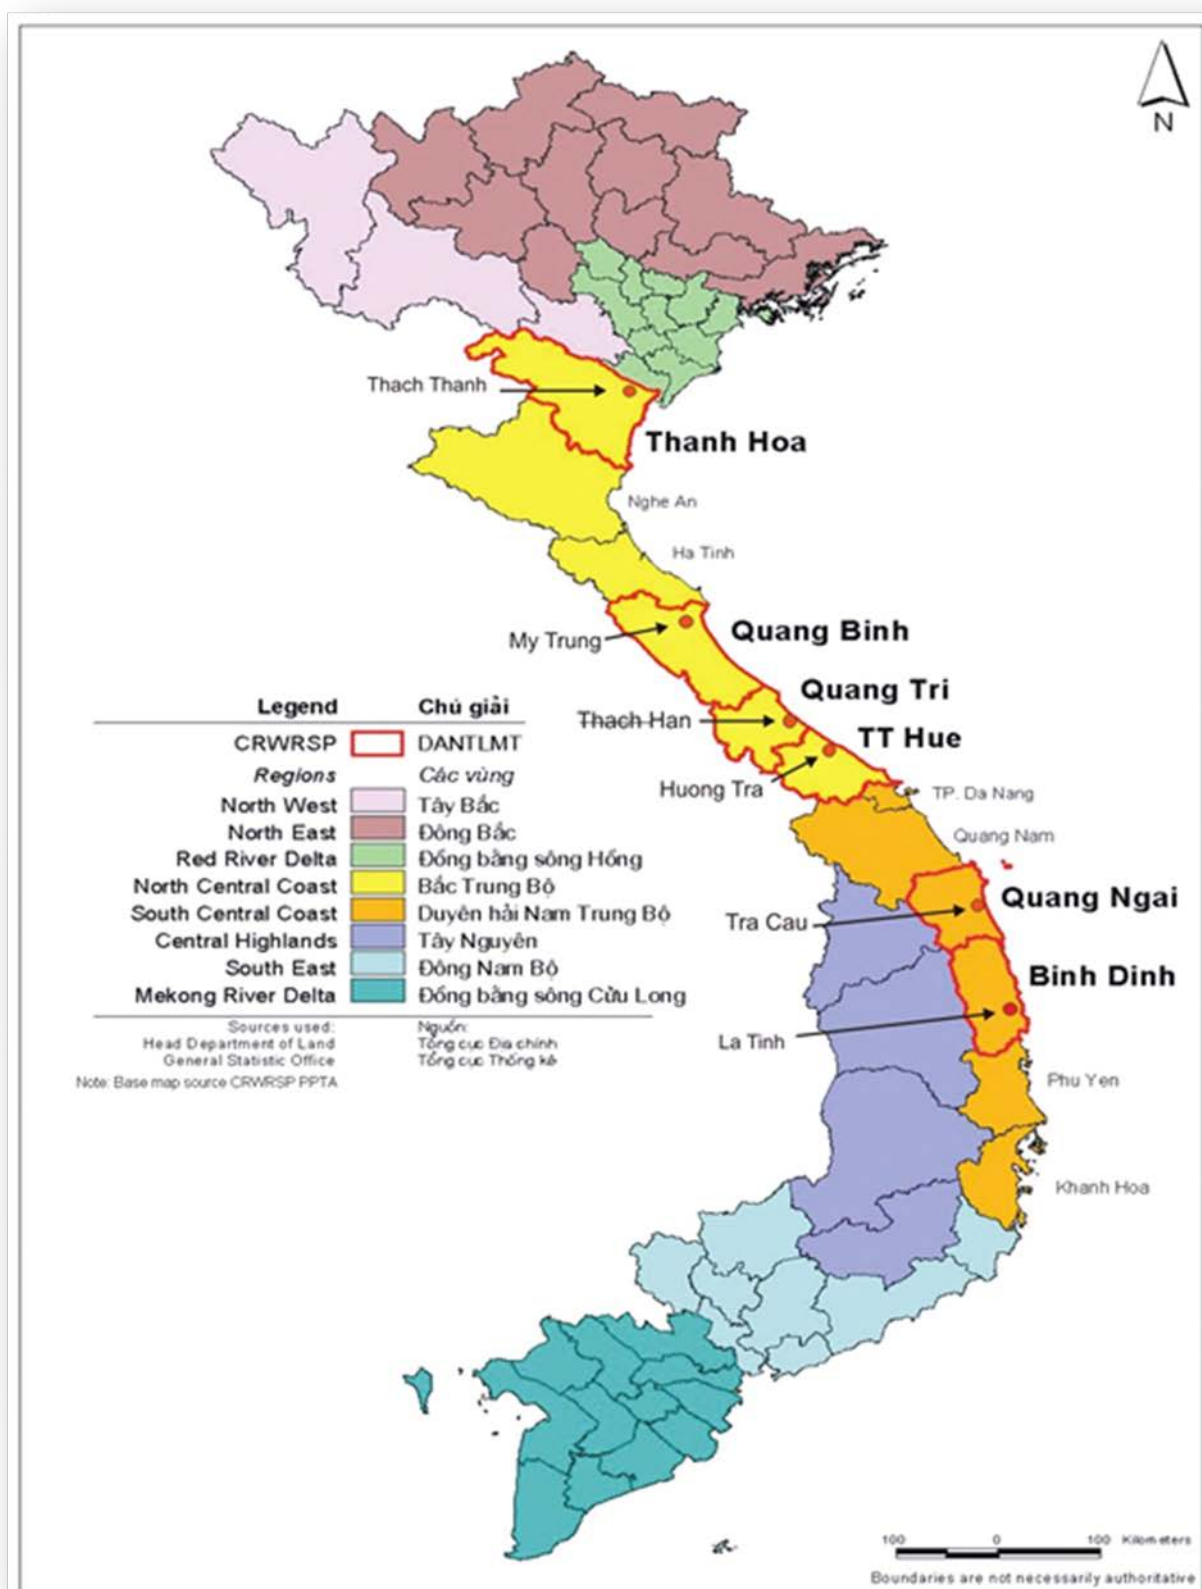 N
Thach Thanh
Thanh Hoa
Nghe An
Ha Tinh
My Trung
Quang Binh
Quang Tri
Thach Han
TT Hue
Huong Tra
TP. Da Nang
Quang Nam
Quang Ngai
Tra Cau
Binh Dinh
La Tinh
Phu Yen
Khanh Hoa
Legend Chú giải
CRWRSP DANTLMT
Regions Các vùng
North West Tây Bắc
North East Đông Bắc
Red River Delta Đồng bằng sông Hồng
North Central Coast Bắc Trung Bộ
South Central Coast Duyên hải Nam Trung Bộ
Central Highlands Tây Nguyên
South East Đông Nam Bộ
Mekong River Delta Đồng bằng sông Cửu Long
Sources used: Nguồn:
Head Department of Land Tổng cục Địa chính
General Statistic Office Tổng cục Thống kê
Note: Base map source CRWRSP PPTA
100 0 100 Kilometers
Boundaries are not necessarily authoritative